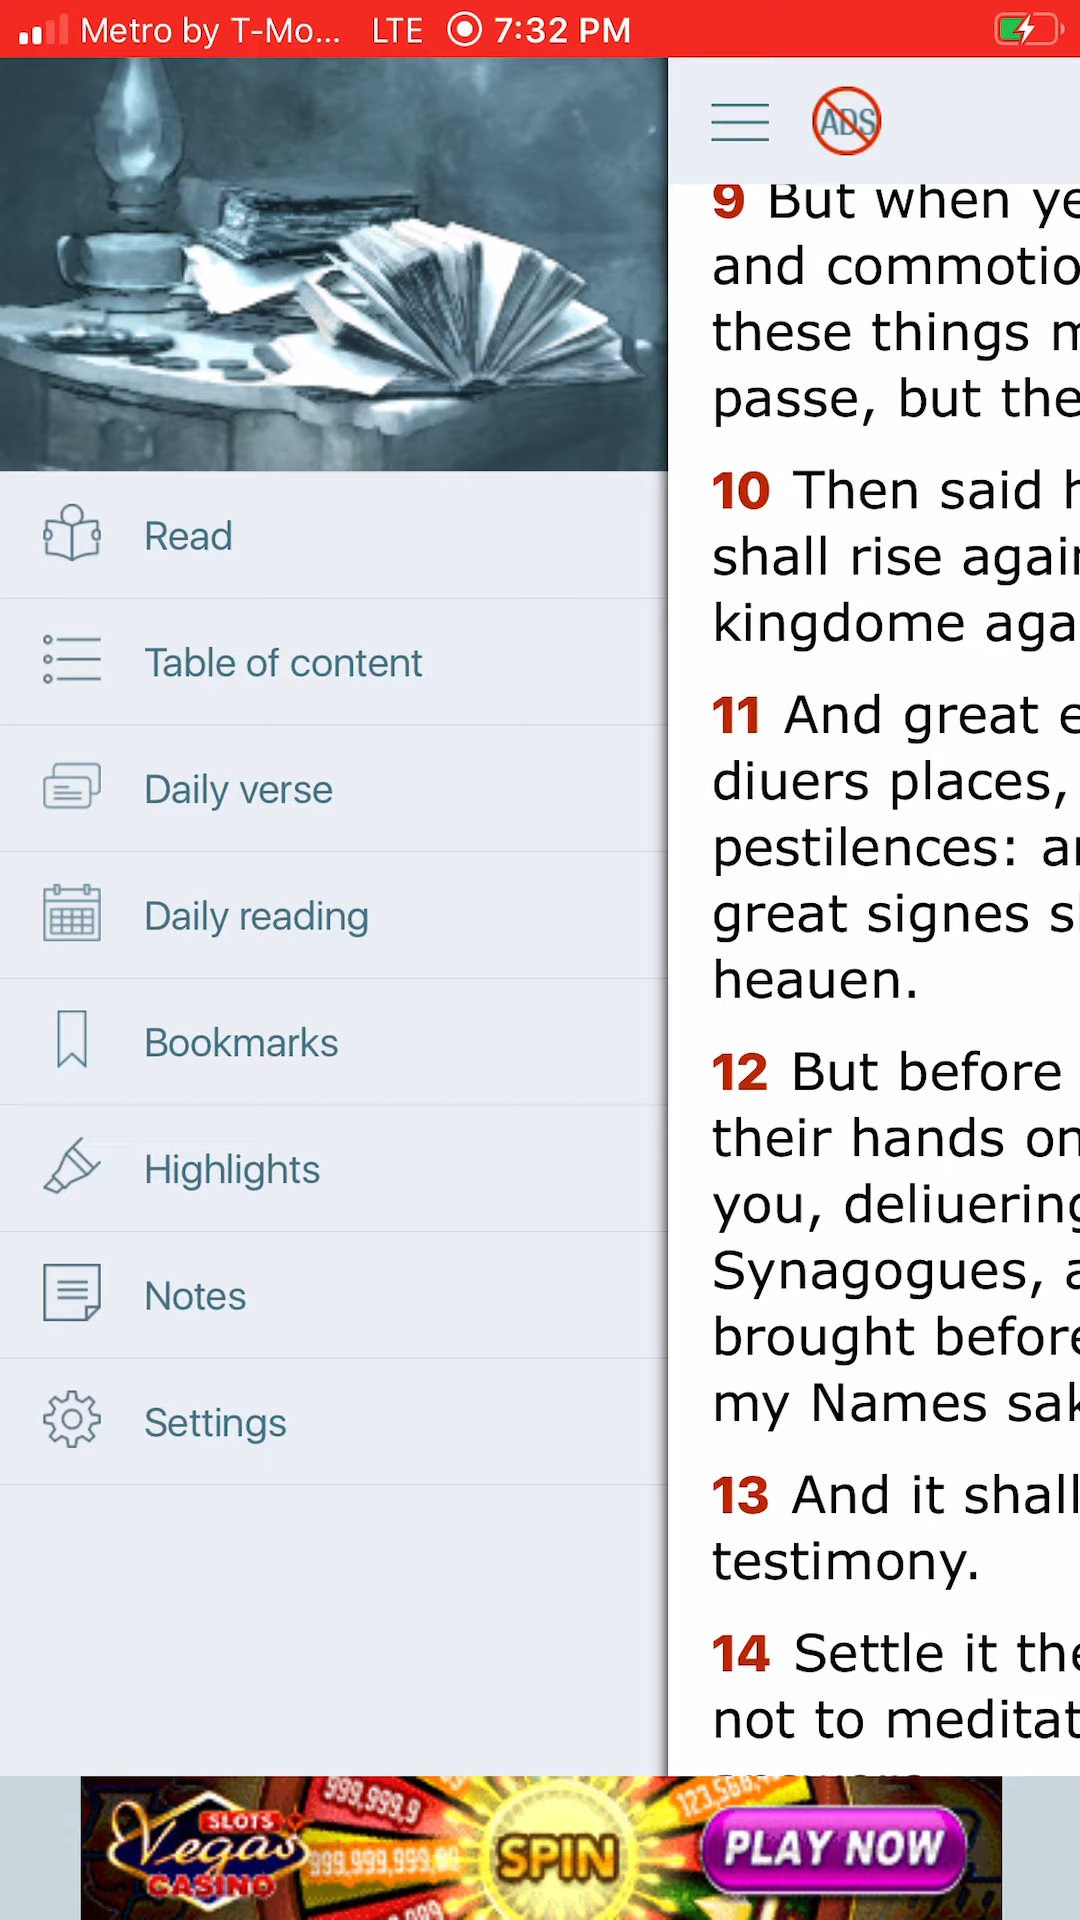 Metro by T-Mo... LTE 7:32 PM
ADS
Read
Table of content
Daily verse
Daily reading
Bookmarks
Highlights
Notes
Settings
9 But when ye
and commotio
these things m
passe, but the
10 Then said h
shall rise again
kingdome aga
11 And great e
diuers places,
pestilences: an
great signes sh
heauen.
12 But before
their hands on
you, deliuering
Synagogues, a
brought before
my Names sak
13 And it shall
testimony.
14 Settle it the
not to meditat
SLOTS
Vegas
CASINO
999,999,9
SPIN
PLAY NOW